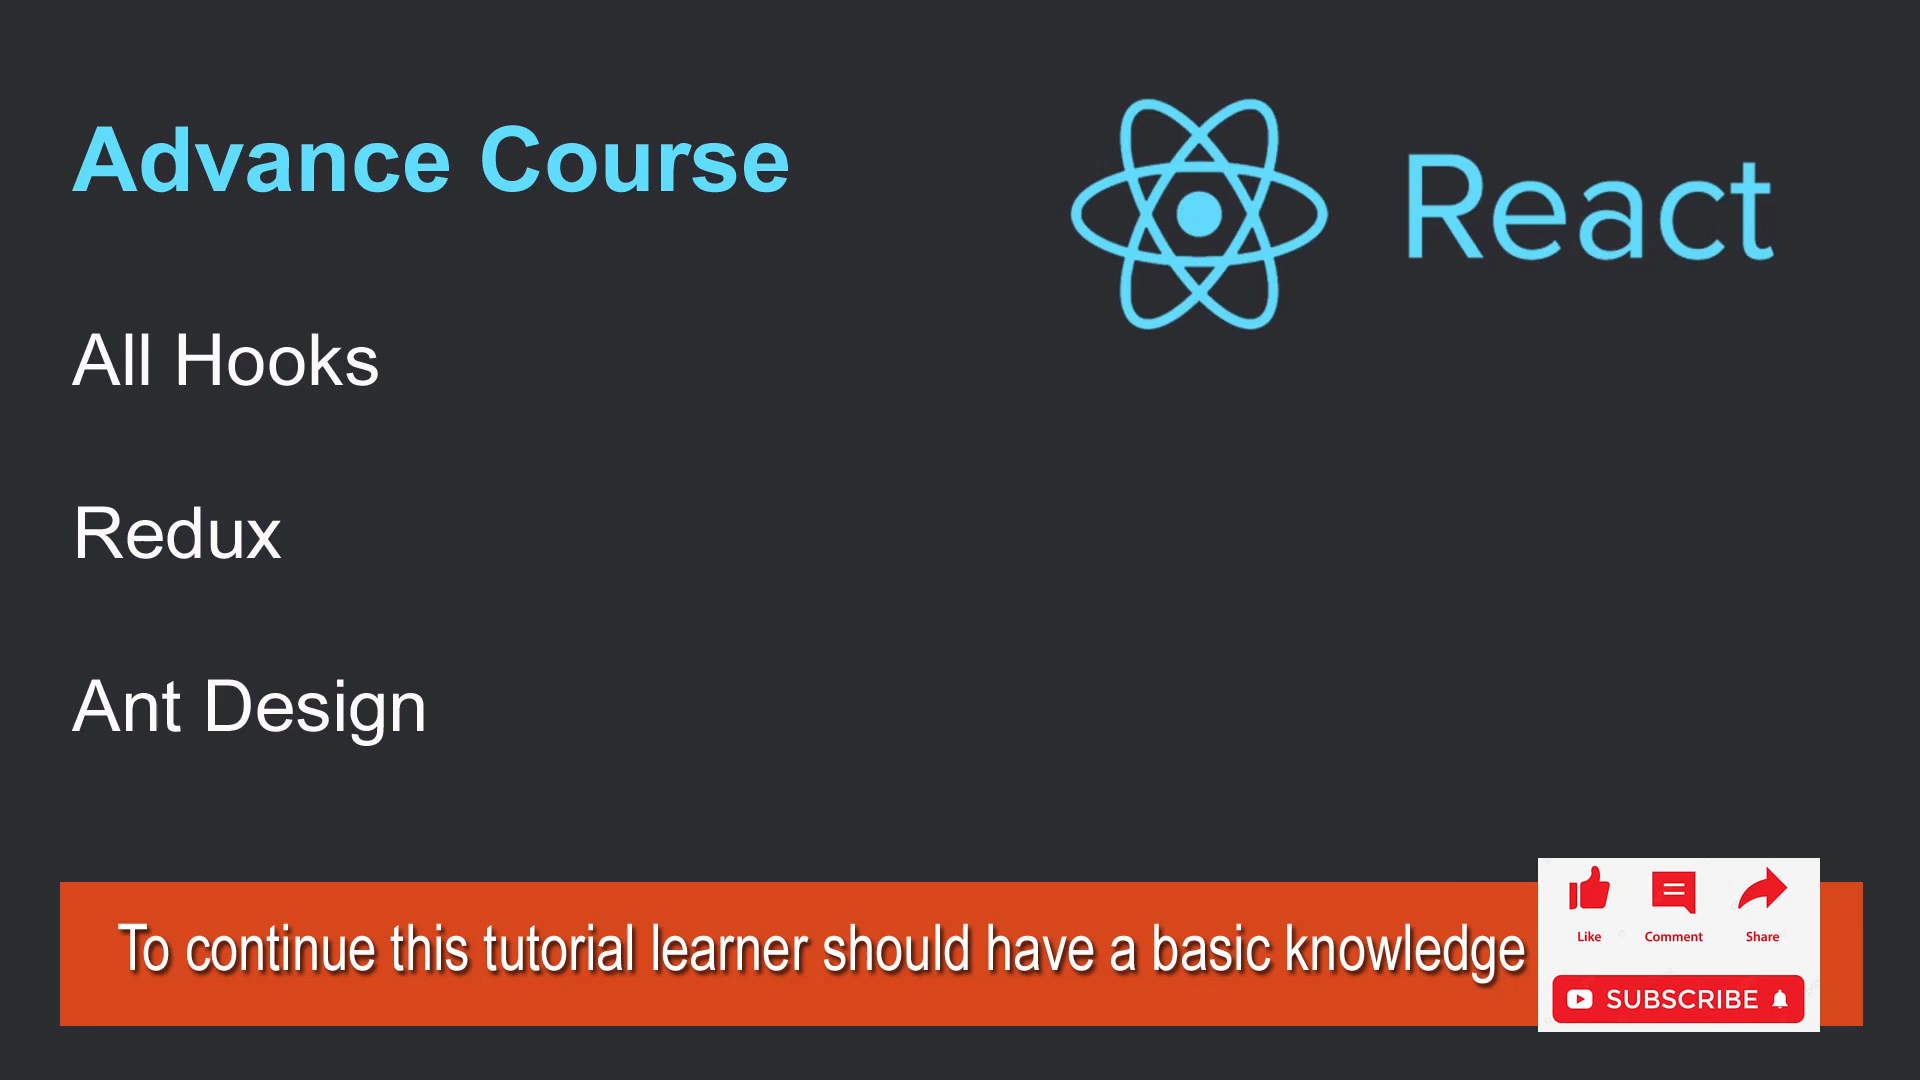 Advance Course
React
All Hooks
Redux
Ant Design
To continue this tutorial learner should have a basic knowledge
Like Comment Share
SUBSCRIBE